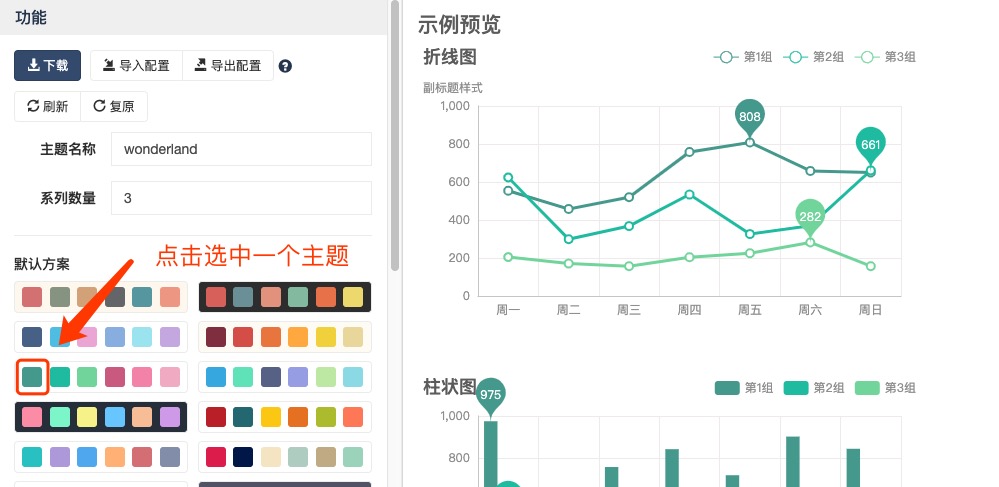 功能
下载
导入配置
导出配置
?
刷新
复原
主题名称
wonderland
系列数量
3
点击选中一个主题
默认方案
示例预览
折线图
第1组
第2组
第3组
副标题样式
1,000
800
600
400
200
0
808
661
282
周一
周二
周三
周四
周五
周六
周日
柱状图
第1组
第2组
第3组
975
1,000
800